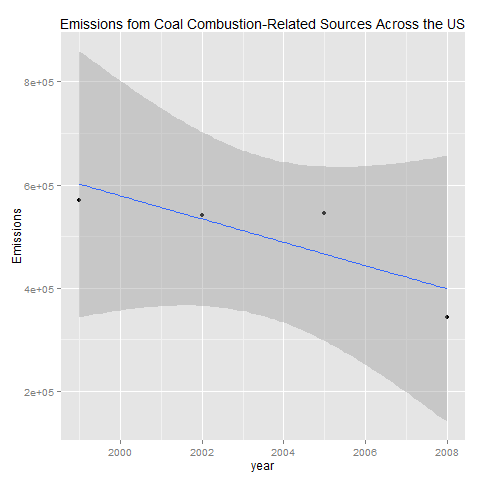 Emissions fom Coal Combustion-Related Sources Across the US
8e+05
6e+05
4e+05
2e+05
Emissions
2000 2002 2004 2006 2008
year